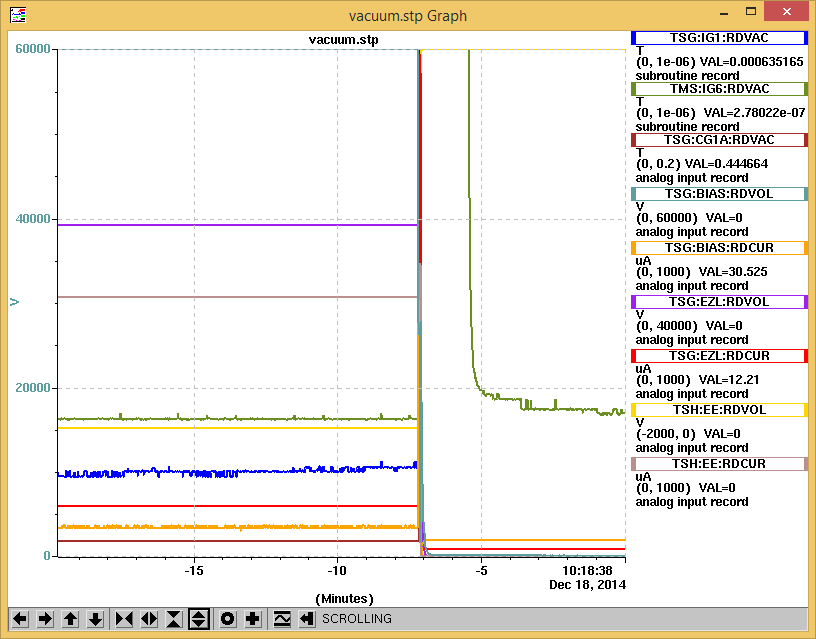 vacuum.stp Graph
vacuum.stp
60000
40000
20000
0
V
-15
-10
-5
10:18:38
Dec 18, 2014
(Minutes)
TSG:IG1:RDVAC
T
(0, 1e-06) VAL=0.000635165
subroutine record
TMS:IG6:RDVAC
T
(0, 1e-06) VAL=2.78022e-07
subroutine record
TSG:CG1A:RDVAC
T
(0, 0.2) VAL=0.444664
analog input record
TSG:BIAS:RDVOL
V
(0, 60000) VAL=0
analog input record
TSG:BIAS:RDCUR
uA
(0, 1000) VAL=30.525
analog input record
TSG:EZL:RDVOL
V
(0, 40000) VAL=0
analog input record
TSG:EZL:RDCUR
uA
(0, 1000) VAL=12.21
analog input record
TSH:EE:RDVOL
V
(-2000, 0) VAL=0
analog input record
TSH:EE:RDCUR
uA
(0, 1000) VAL=0
analog input record
SCROLLING